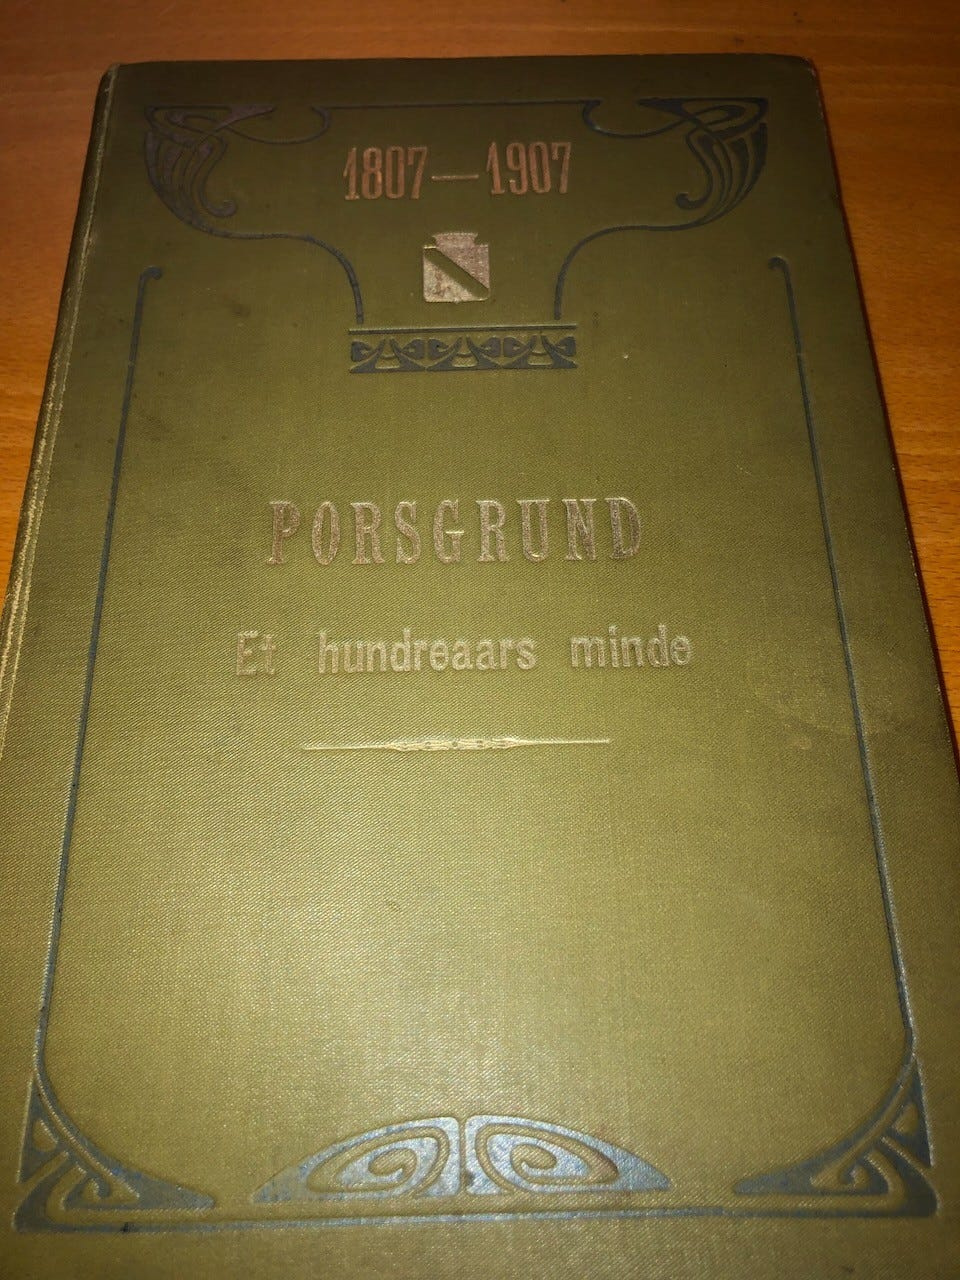 1807—1907
PORSGRUND
Et hundreaars minde